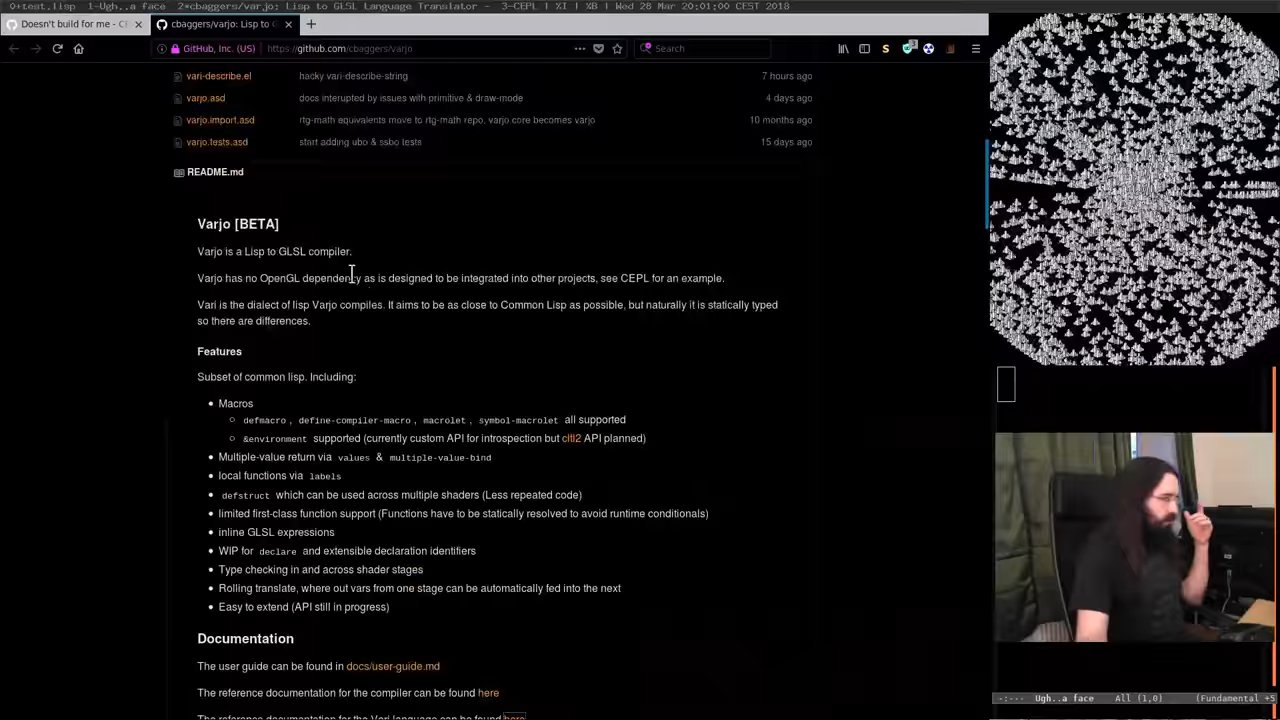 0+test.lisp 1-Ugh..a face 2*cbaggers/varjo: Lisp to GLSL Language Translator - 3-CEPL | %I | %B | Wed 28 Mar 20:01:00 CEST 2018
Doesn't build for me - CE × cbaggers/varjo: Lisp to G × +
GitHub, Inc. (US) https://github.com/cbaggers/varjo Search
vari-describe.el hacky vari-describe-string 7 hours ago
varjo.asd docs interupted by issues with primitive & draw-mode 4 days ago
varjo.import.asd rtg-math equivalents move to rtg-math repo, varjo core becomes varjo 10 months ago
varjo.tests.asd start adding ubo & ssbo tests 15 days ago
README.md
Varjo [BETA]
Varjo is a Lisp to GLSL compiler.
Varjo has no OpenGL dependency as is designed to be integrated into other projects, see CEPL for an example.
Vari is the dialect of lisp Varjo compiles. It aims to be as close to Common Lisp as possible, but naturally it is statically typed
so there are differences.
Features
Subset of common lisp. Including:
• Macros
○ defmacro , define-compiler-macro , macrolet , symbol-macrolet all supported
○ &environment supported (currently custom API for introspection but cltl2 API planned)
• Multiple-value return via values & multiple-value-bind
• local functions via labels
• defstruct which can be used across multiple shaders (Less repeated code)
• limited first-class function support (Functions have to be statically resolved to avoid runtime conditionals)
• inline GLSL expressions
• WIP for declare and extensible declaration identifiers
• Type checking in and across shader stages
• Rolling translate, where out vars from one stage can be automatically fed into the next
• Easy to extend (API still in progress)
Documentation
The user guide can be found in docs/user-guide.md
The reference documentation for the compiler can be found here
The reference documentation for the Vari language can be found here
-:--- Ugh..a face All (1,0) (Fundamental +5